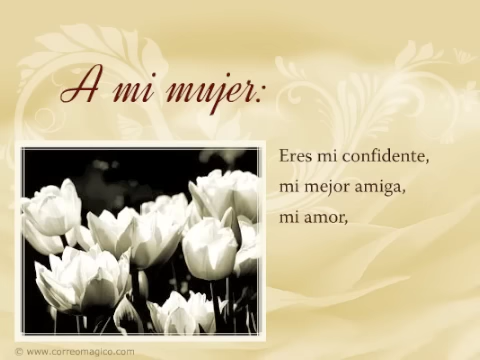 A mi mujer:
Eres mi confidente,
mi mejor amiga,
mi amor,
© www.correomagico.com